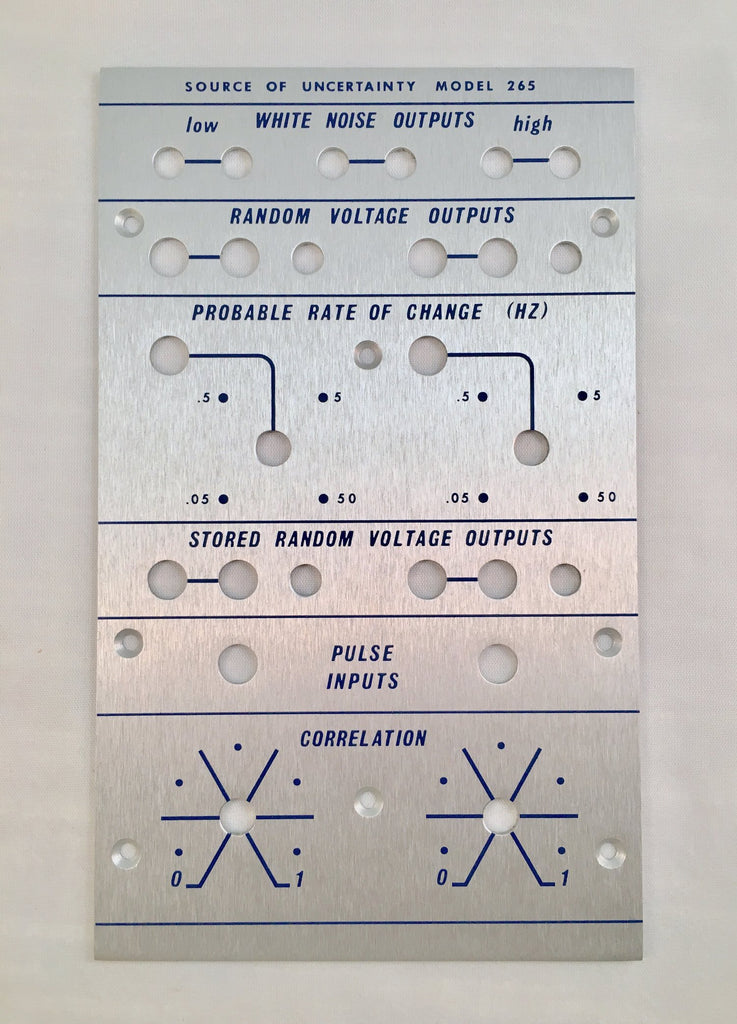 SOURCE OF UNCERTAINTY MODEL 265
low WHITE NOISE OUTPUTS high
RANDOM VOLTAGE OUTPUTS
PROBABLE RATE OF CHANGE (HZ)
.5 5 .5 5
.05 50 .05 50
STORED RANDOM VOLTAGE OUTPUTS
PULSE
INPUTS
CORRELATION
0 1 0 1